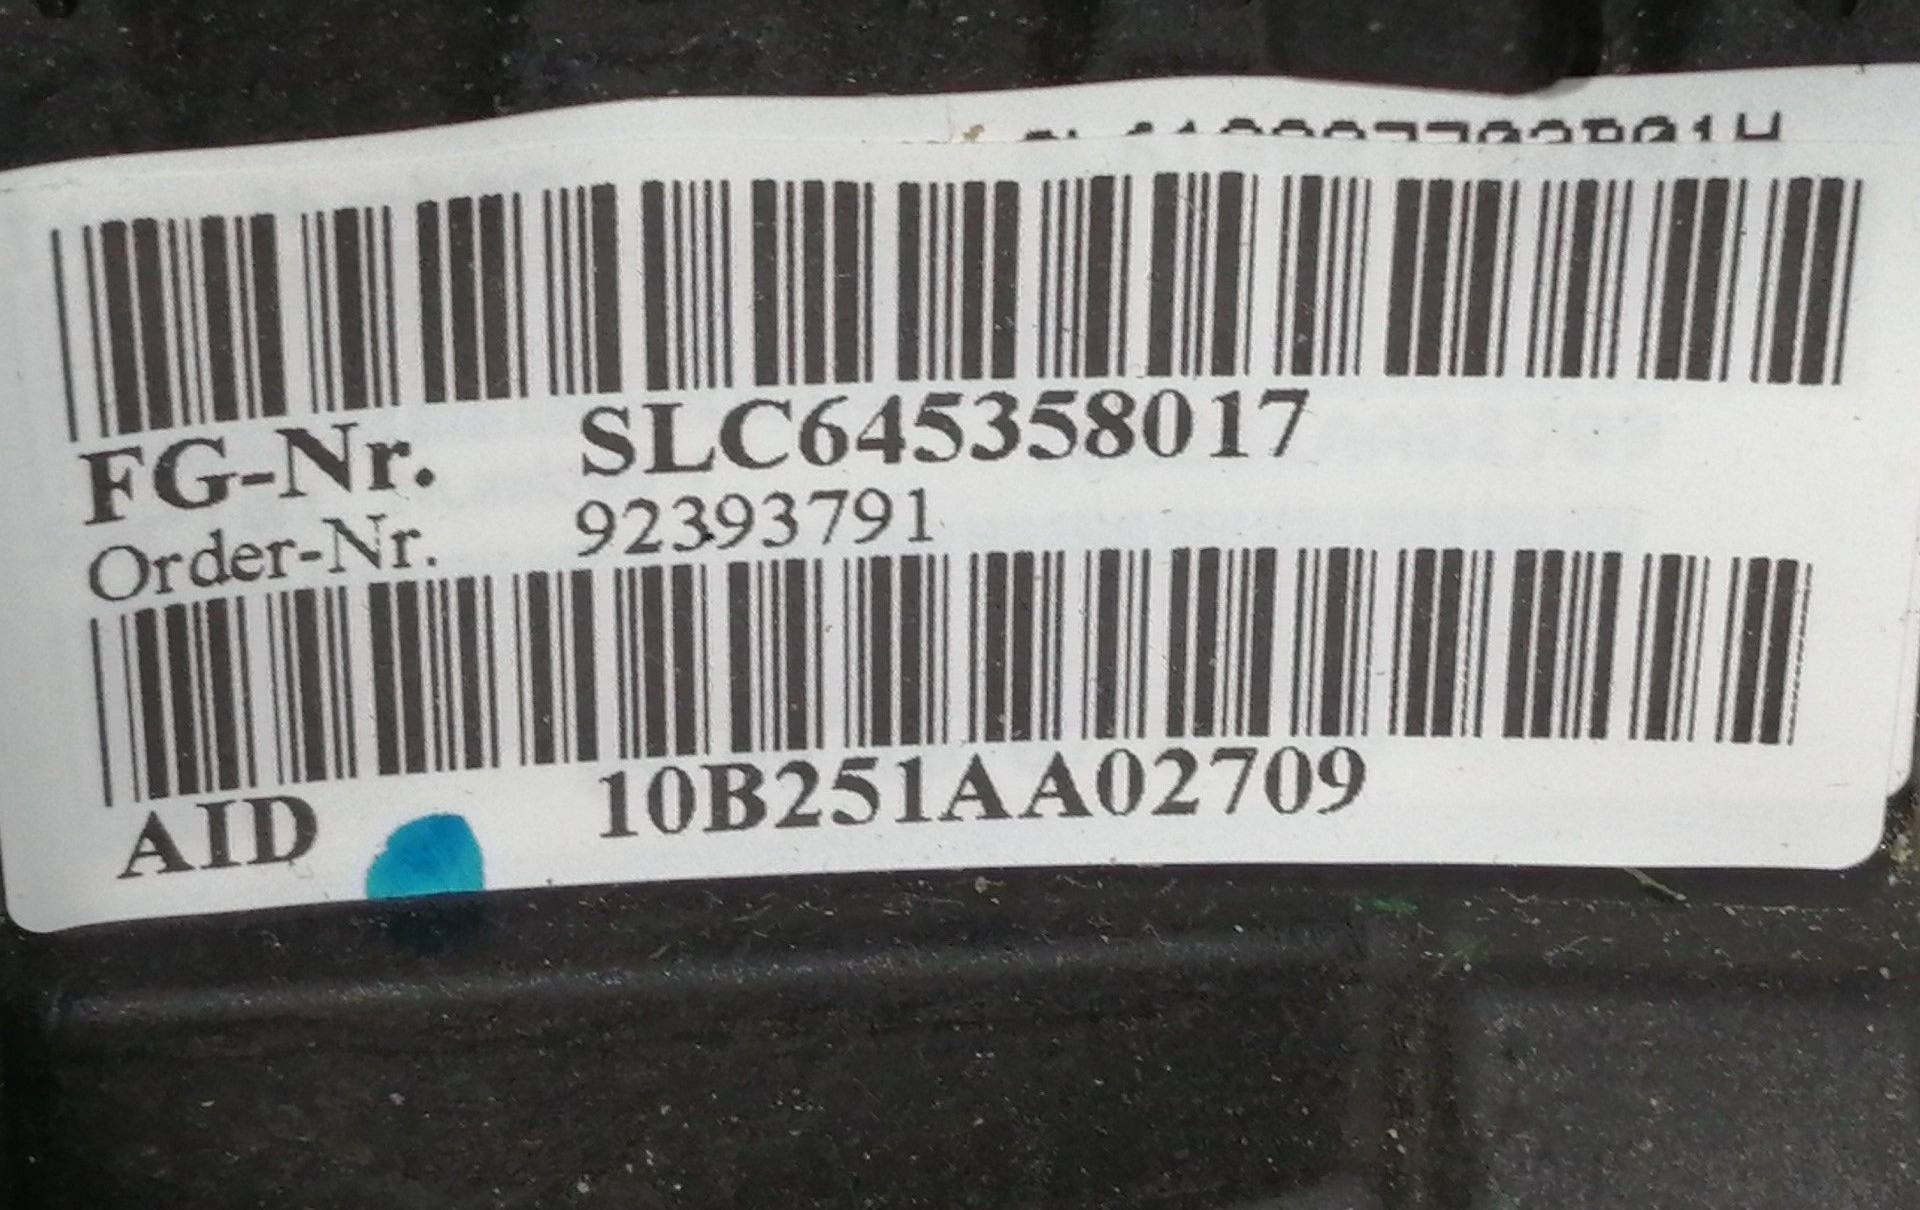 FG-Nr. SLC645358017
Order-Nr. 92393791
AID 10B251AA02709